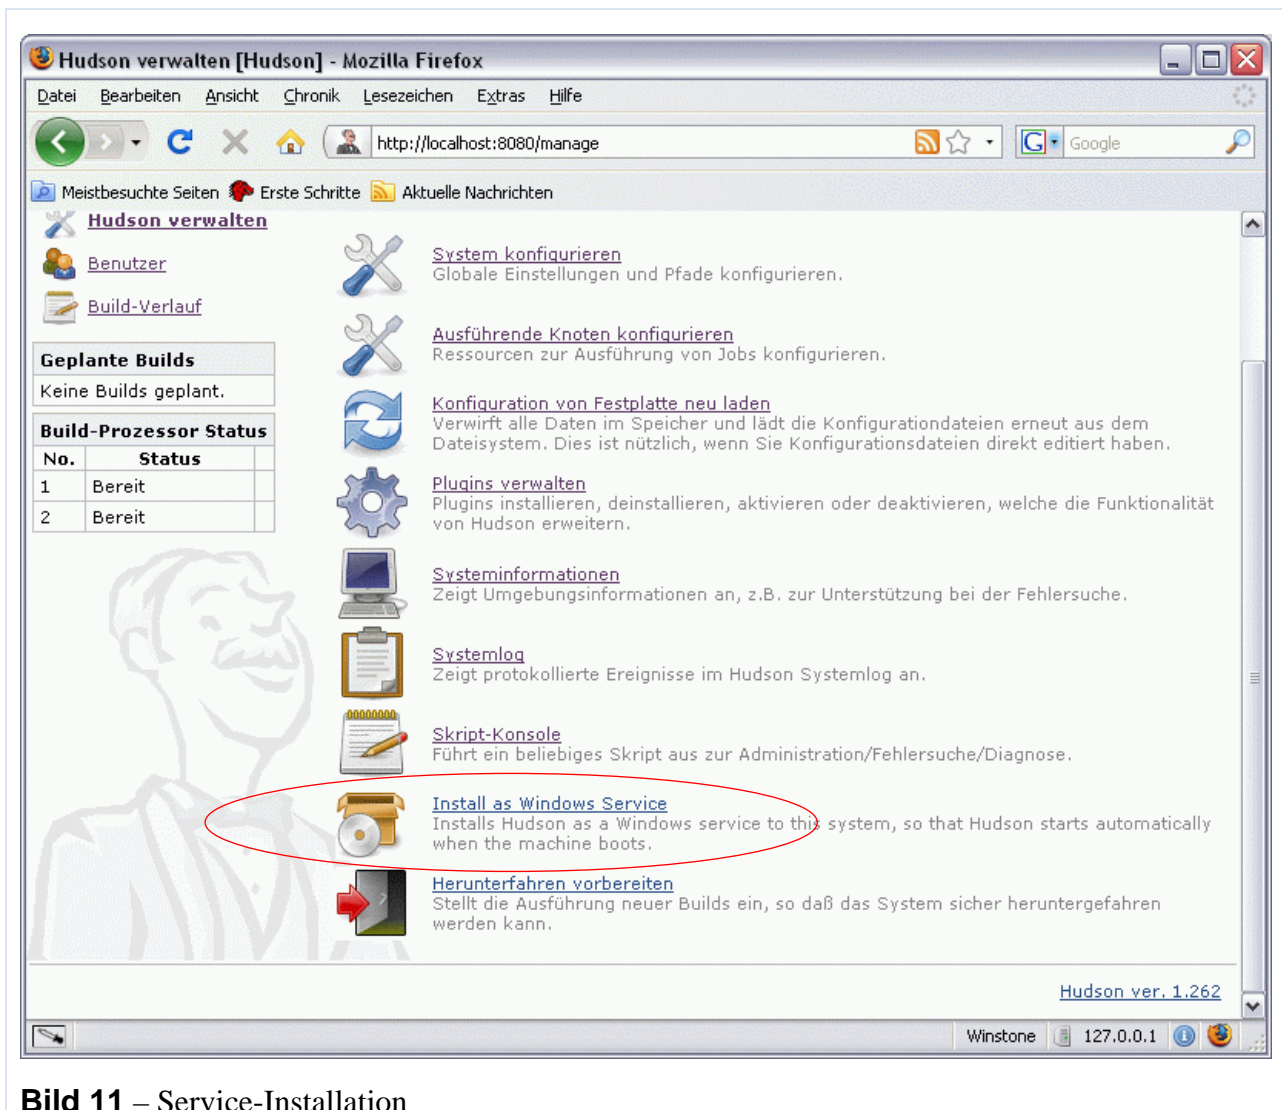 Hudson verwalten [Hudson] - Mozilla Firefox
Datei Bearbeiten Ansicht Chronik Lesezeichen Extras Hilfe
http://localhost:8080/manage
G Google
Meistbesuchte Seiten Erste Schritte Aktuelle Nachrichten
Hudson verwalten
Benutzer
Build-Verlauf
Geplante Builds
Keine Builds geplant.
Build-Prozessor Status
No. Status
1 Bereit
2 Bereit
System konfigurieren
Globale Einstellungen und Pfade konfigurieren.
Ausführende Knoten konfigurieren
Ressourcen zur Ausführung von Jobs konfigurieren.
Konfiguration von Festplatte neu laden
Verwirft alle Daten im Speicher und lädt die Konfigurationdateien erneut aus dem
Dateisystem. Dies ist nützlich, wenn Sie Konfigurationsdateien direkt editiert haben.
Plugins verwalten
Plugins installieren, deinstallieren, aktivieren oder deaktivieren, welche die Funktionalität
von Hudson erweitern.
Systeminformationen
Zeigt Umgebungsinformationen an, z.B. zur Unterstützung bei der Fehlersuche.
Systemlog
Zeigt protokollierte Ereignisse im Hudson Systemlog an.
Skript-Konsole
Führt ein beliebiges Skript aus zur Administration/Fehlersuche/Diagnose.
Install as Windows Service
Installs Hudson as a Windows service to this system, so that Hudson starts automatically
when the machine boots.
Herunterfahren vorbereiten
Stellt die Ausführung neuer Builds ein, so daß das System sicher heruntergefahren
werden kann.
Hudson ver. 1.262
Winstone 127.0.0.1
Bild 11 – Service-Installation